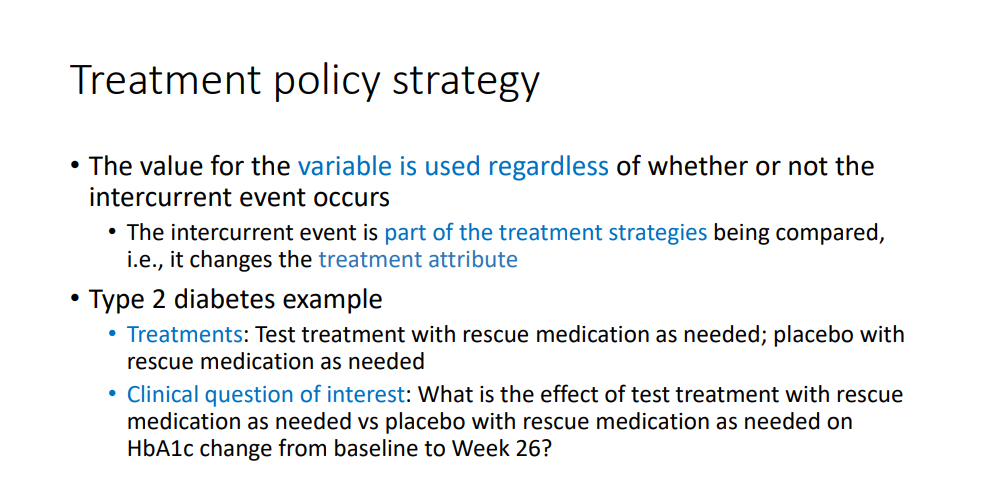 Treatment policy strategy
• The value for the variable is used regardless of whether or not the
intercurrent event occurs
• The intercurrent event is part of the treatment strategies being compared,
i.e., it changes the treatment attribute
• Type 2 diabetes example
• Treatments: Test treatment with rescue medication as needed; placebo with
rescue medication as needed
• Clinical question of interest: What is the effect of test treatment with rescue
medication as needed vs placebo with rescue medication as needed on
HbA1c change from baseline to Week 26?